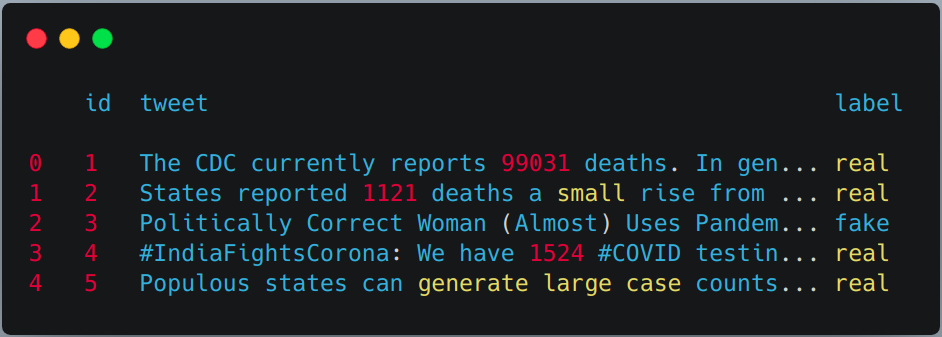 id tweet label
0 1 The CDC currently reports 99031 deaths. In gen... real
1 2 States reported 1121 deaths a small rise from ... real
2 3 Politically Correct Woman (Almost) Uses Pandem... fake
3 4 #IndiaFightsCorona: We have 1524 #COVID testin... real
4 5 Populous states can generate large case counts... real